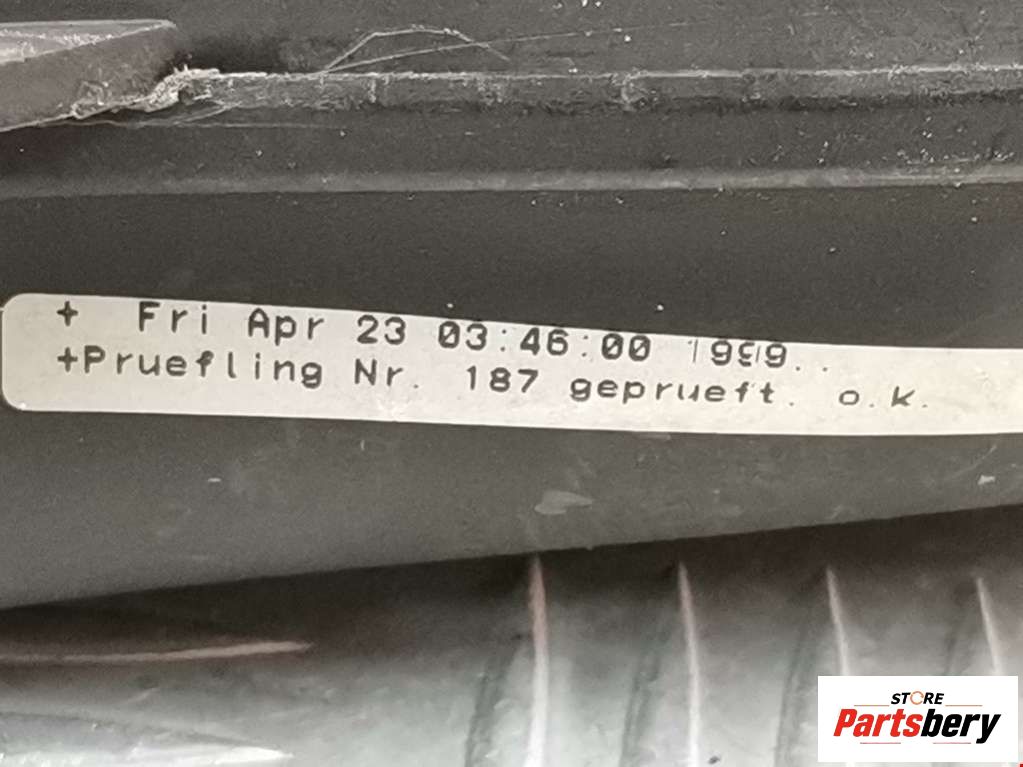 + Fri Apr 23 03:46:00 1999..
+Pruefling Nr. 187 geprueft. o.k.
STORE
Partsbery